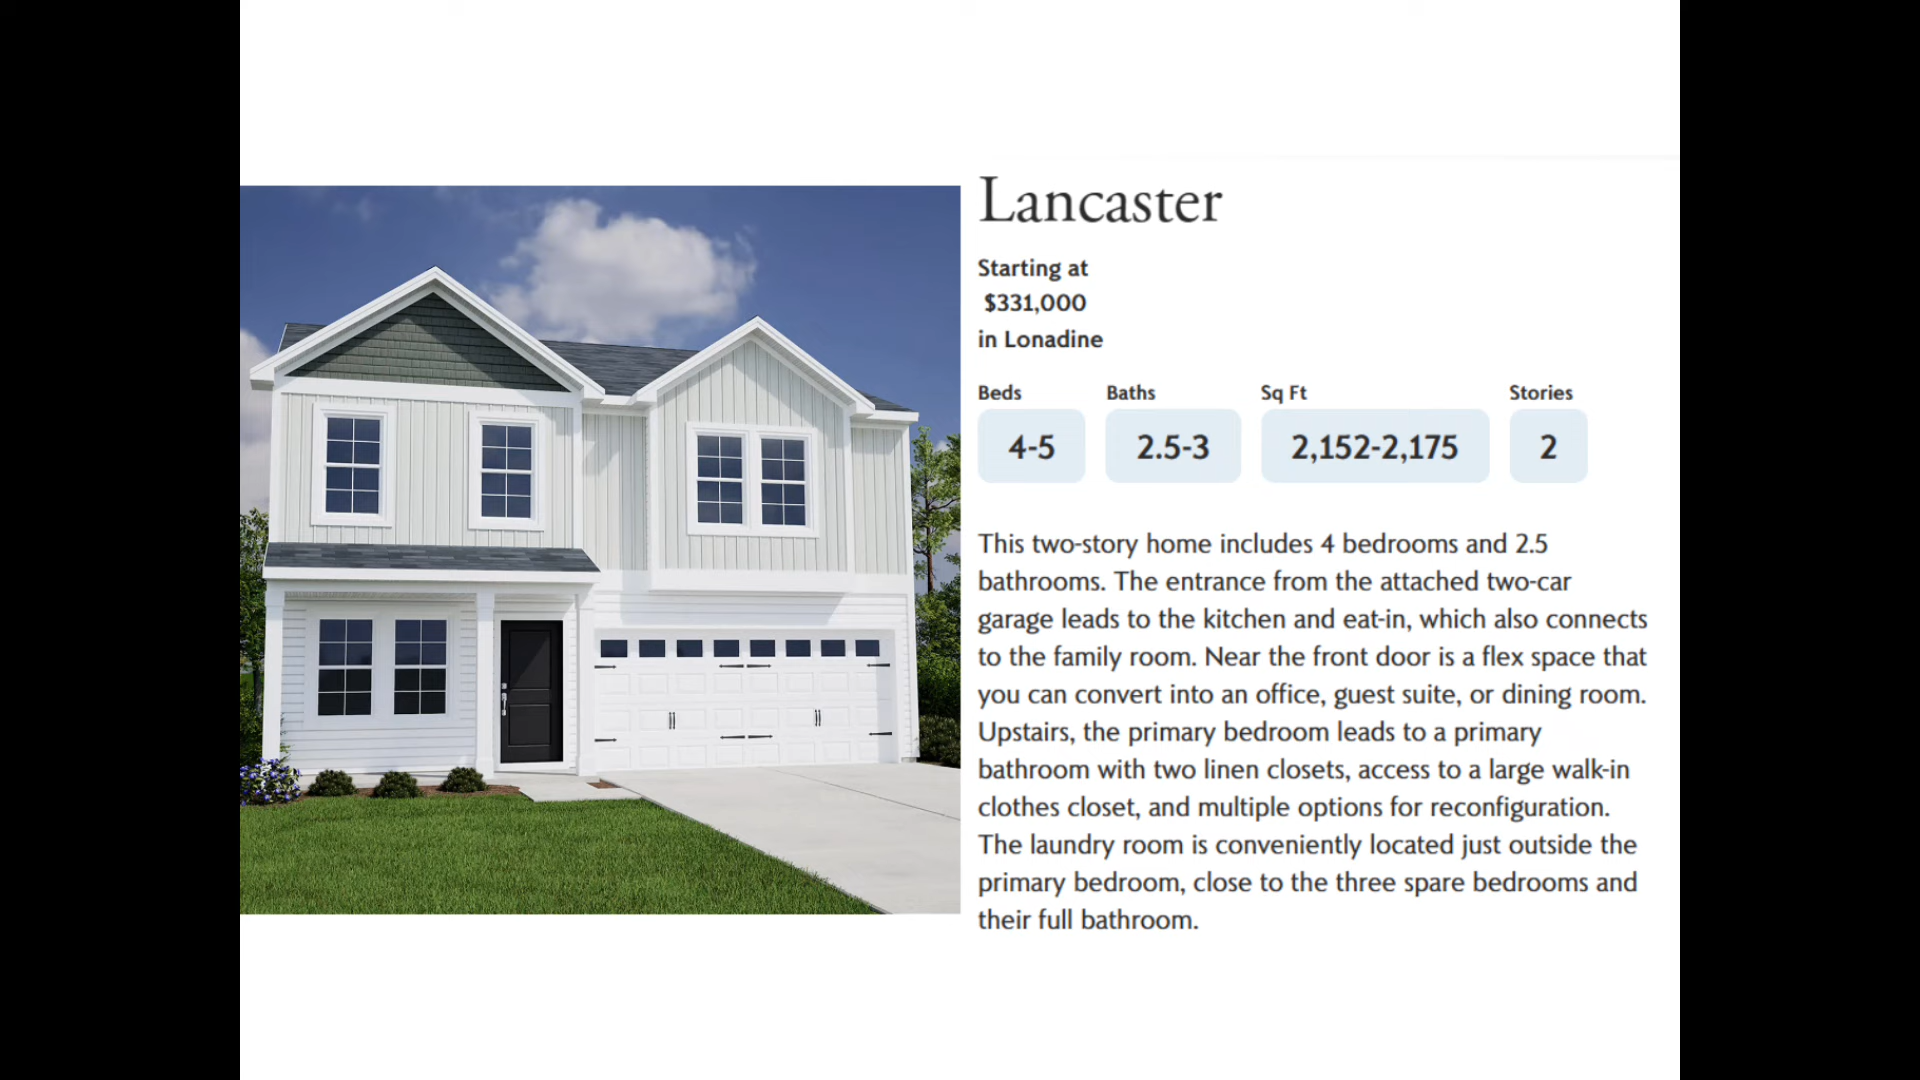 Lancaster
Starting at
$331,000
in Lonadine
Beds Baths Sq Ft Stories
4-5 2.5-3 2,152-2,175 2
This two-story home includes 4 bedrooms and 2.5
bathrooms. The entrance from the attached two-car
garage leads to the kitchen and eat-in, which also connects
to the family room. Near the front door is a flex space that
you can convert into an office, guest suite, or dining room.
Upstairs, the primary bedroom leads to a primary
bathroom with two linen closets, access to a large walk-in
clothes closet, and multiple options for reconfiguration.
The laundry room is conveniently located just outside the
primary bedroom, close to the three spare bedrooms and
their full bathroom.